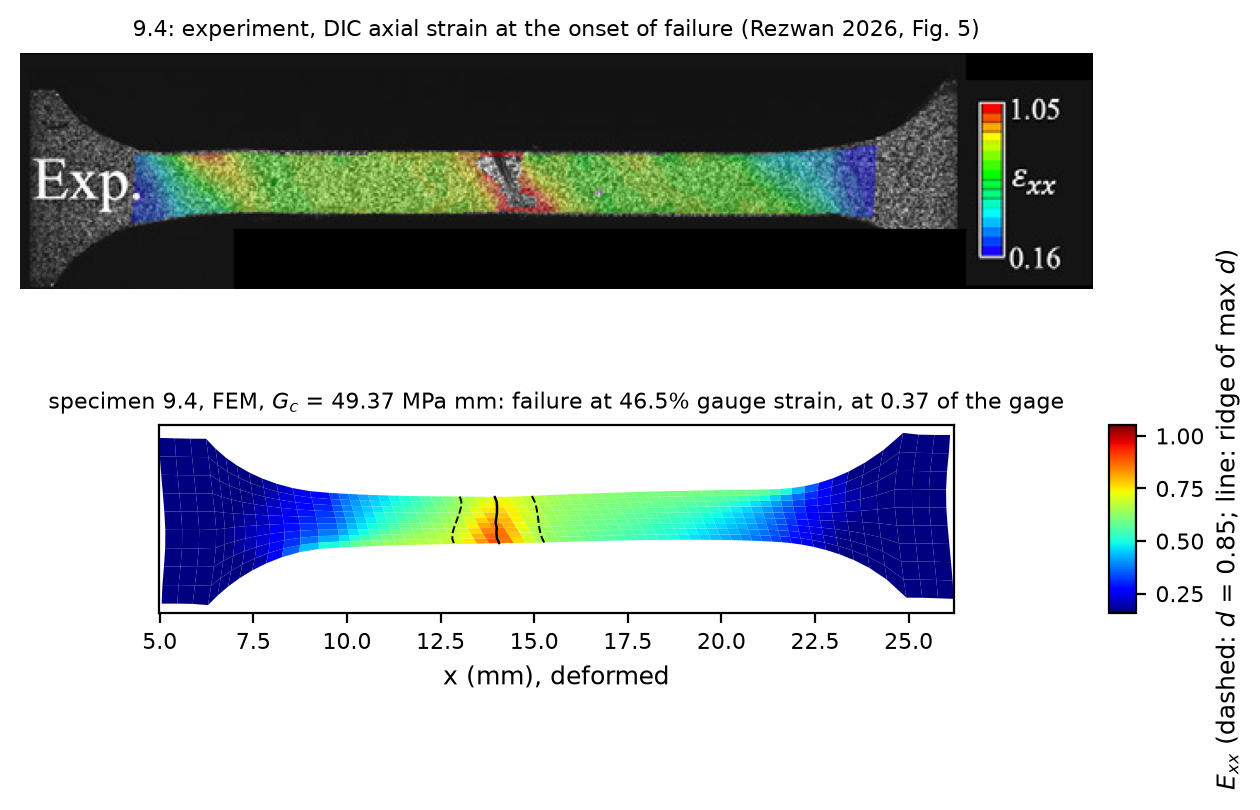 9.4: experiment, DIC axial strain at the onset of failure (Rezwan 2026, Fig. 5)
Exp.
1.05
εxx
0.16
specimen 9.4, FEM, Gc = 49.37 MPa mm: failure at 46.5% gauge strain, at 0.37 of the gage
5.0 7.5 10.0 12.5 15.0 17.5 20.0 22.5 25.0
x (mm), deformed
1.00
0.75
0.50
0.25
Exx (dashed: d = 0.85; line: ridge of max d)